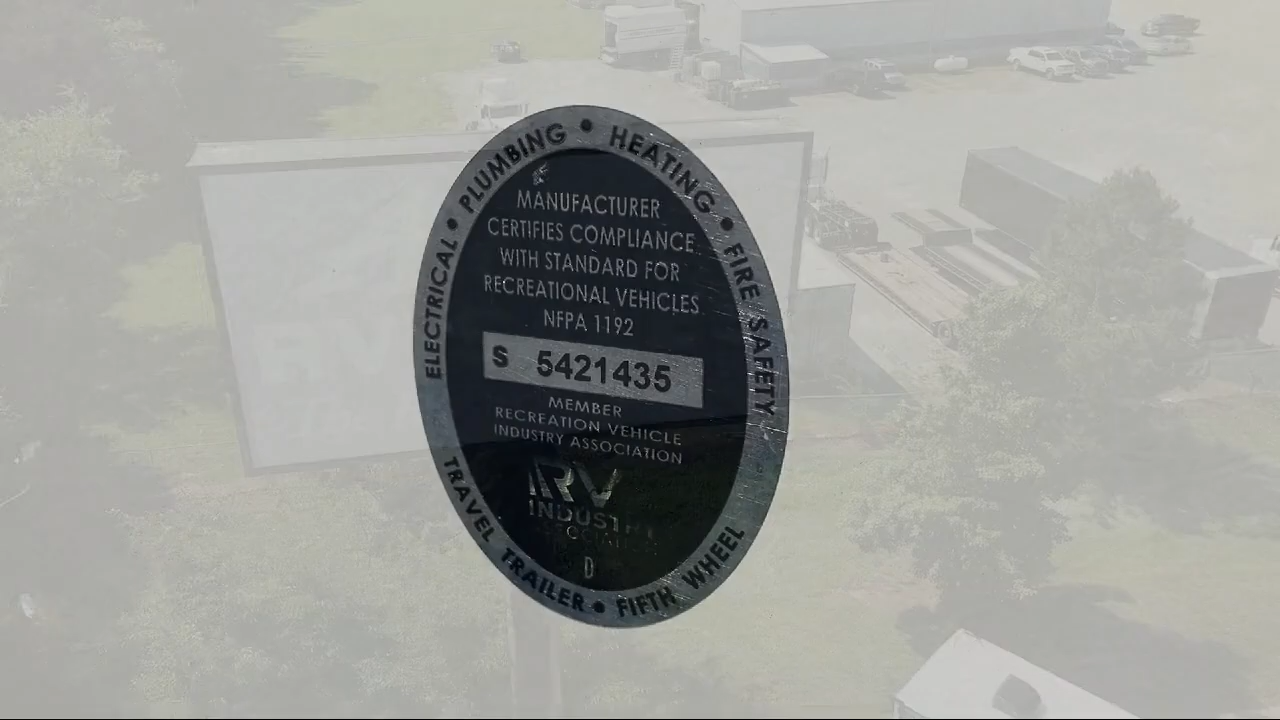 ELECTRICAL • PLUMBING • HEATING • FIRE SAFETY
MANUFACTURER
CERTIFIES COMPLIANCE
WITH STANDARD FOR
RECREATIONAL VEHICLES
NFPA 1192
S 5421435
MEMBER
RECREATION VEHICLE
INDUSTRY ASSOCIATION
RV
INDUSTRY
D
TRAVEL TRAILER • FIFTH WHEEL